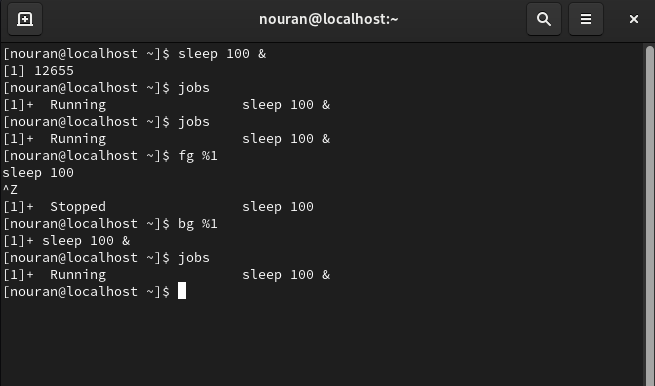 nouran@localhost:~
[nouran@localhost ~]$ sleep 100 &
[1] 12655
[nouran@localhost ~]$ jobs
[1]+  Running                 sleep 100 &
[nouran@localhost ~]$ jobs
[1]+  Running                 sleep 100 &
[nouran@localhost ~]$ fg %1
sleep 100
^Z
[1]+  Stopped                 sleep 100
[nouran@localhost ~]$ bg %1
[1]+ sleep 100 &
[nouran@localhost ~]$ jobs
[1]+  Running                 sleep 100 &
[nouran@localhost ~]$